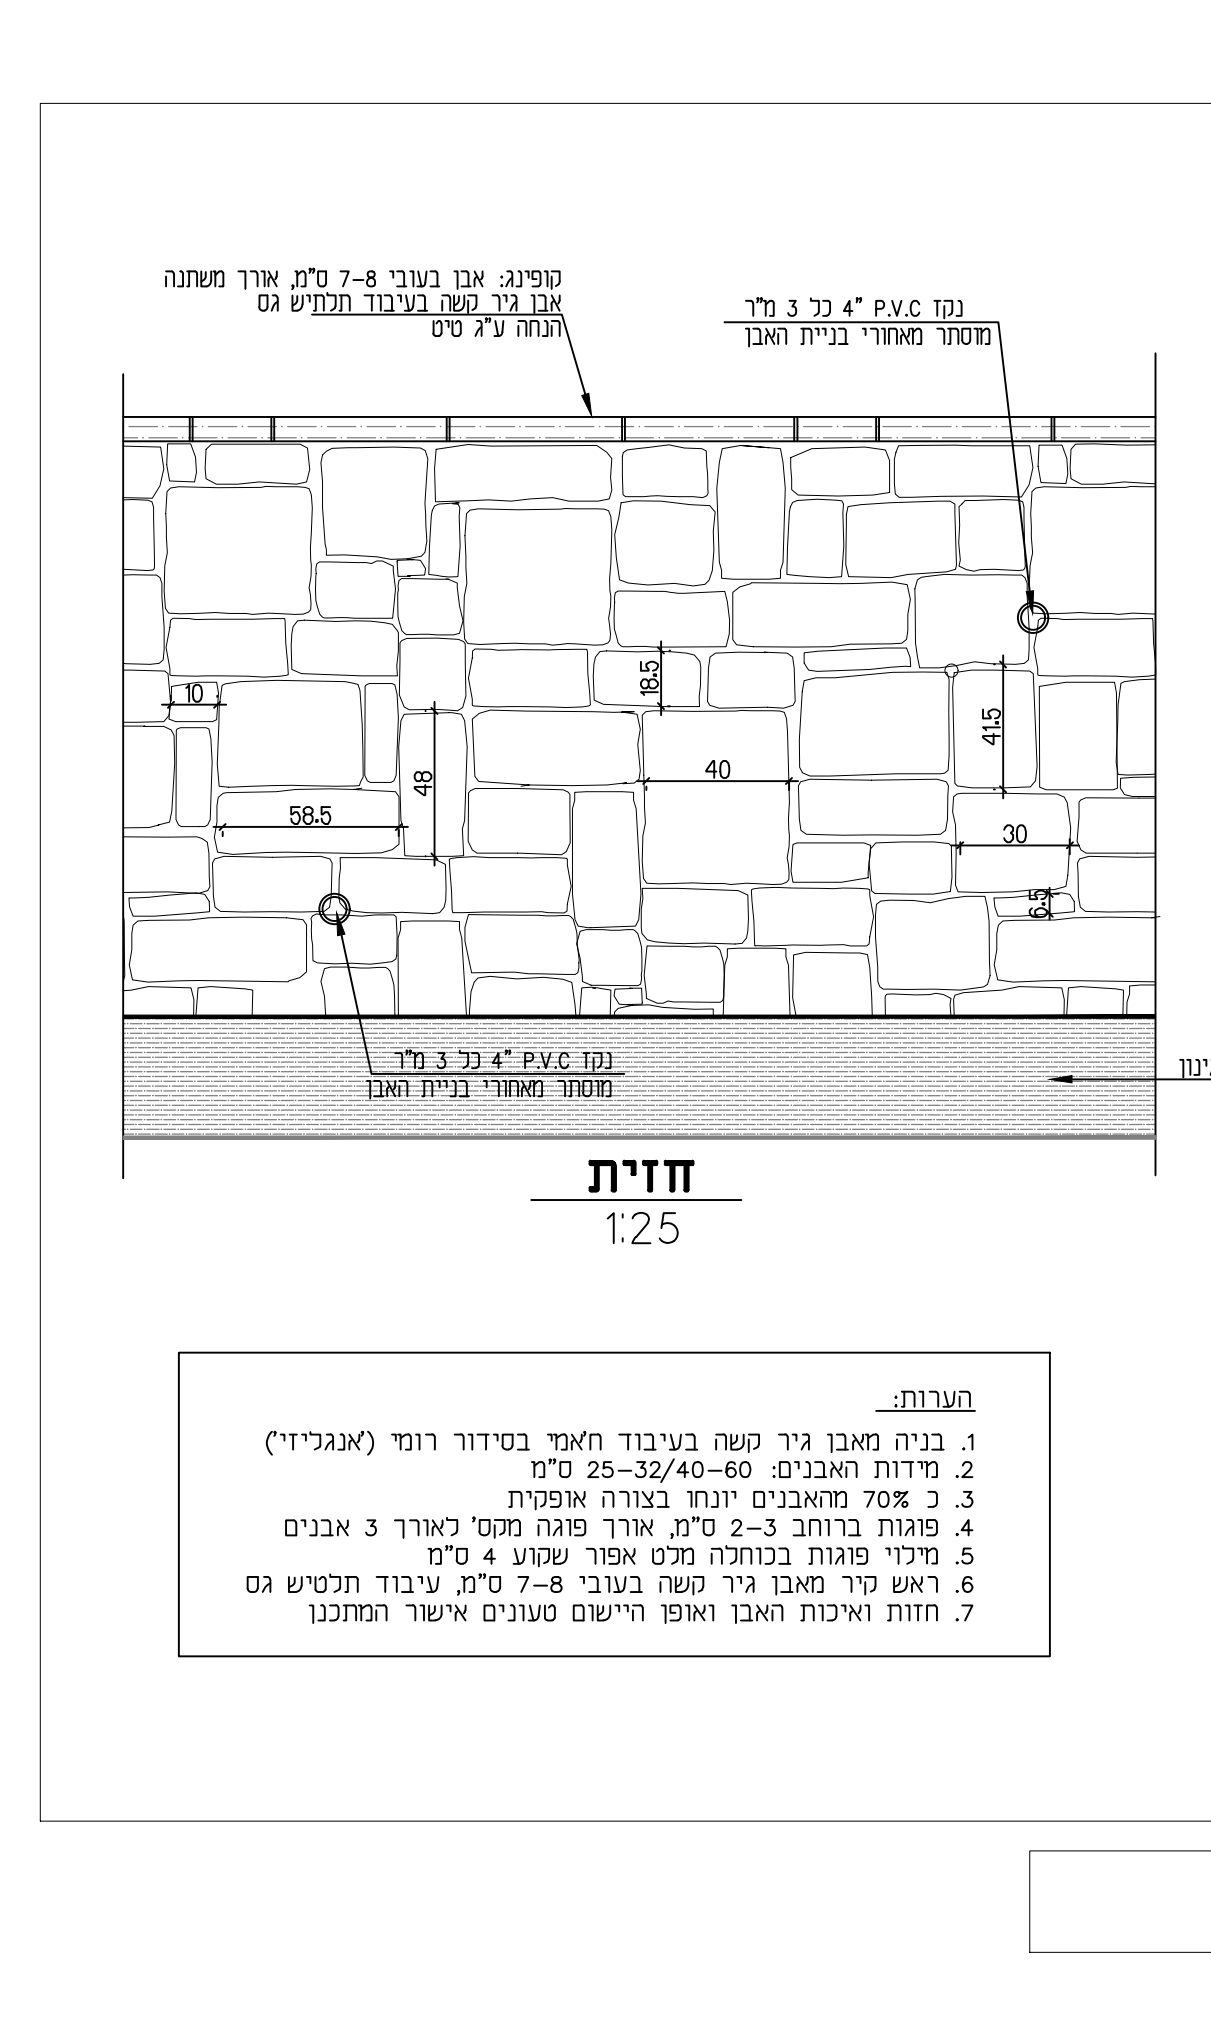 קופינג: אבן בעובי 7-8 ס"מ, אורך משתנה
אבן גיר קשה בעיבוד תלתיש גס
הנחה ע"ג טיט
נקז P.V.C "4 כל 3 מ"ר
מוסתר מאחורי בניית האבן
18.5
10
41.5
48
40
58.5
30
6.5
נקז P.V.C "4 כל 3 מ"ר
מוסתר מאחורי בניית האבן
חזית
1:25
הערות:
1. בניה מאבן גיר קשה בעיבוד ח'אמי בסידור רומי ('אנגליזי')
2. מידות האבנים: 25-32/40-60 ס"מ
3. כ 70% מהאבנים יונחו בצורה אופקית
4. פוגות ברוחב 2-3 ס"מ, אורך פוגה מקס' לאורך 3 אבנים
5. מילוי פוגות בכוחלה מלט אפור שקוע 4 ס"מ
6. ראש קיר מאבן גיר קשה בעובי 7-8 ס"מ, עיבוד תלטיש גס
7. חזות ואיכות האבן ואופן היישום טעונים אישור המתכנן